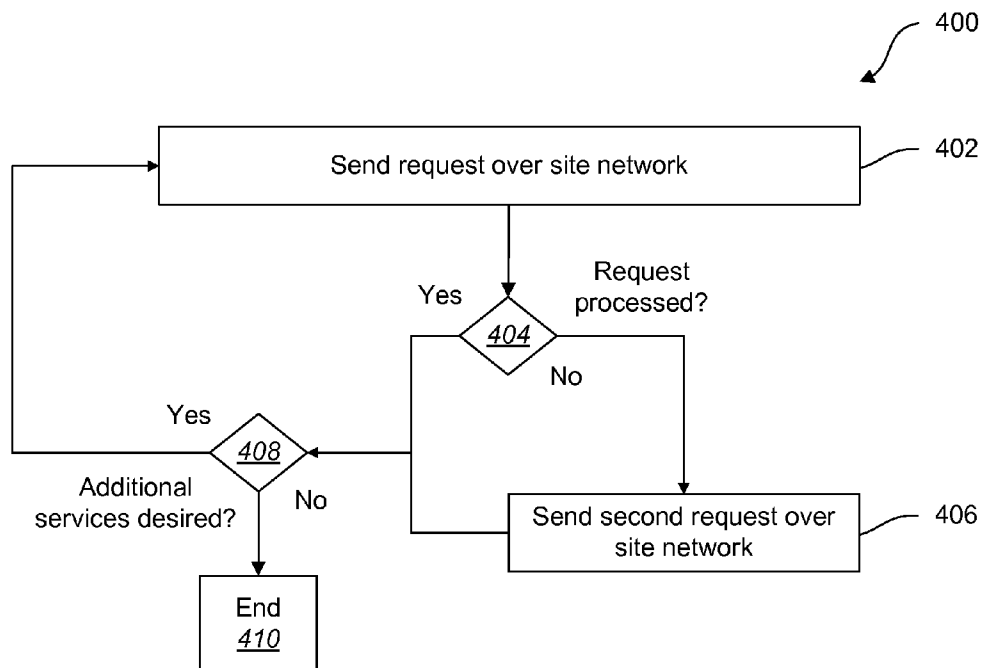 400
Send request over site network
402
Request
processed?
Yes
404
No
Yes
408
Additional
services desired?
No
Send second request over
site network
406
End
410